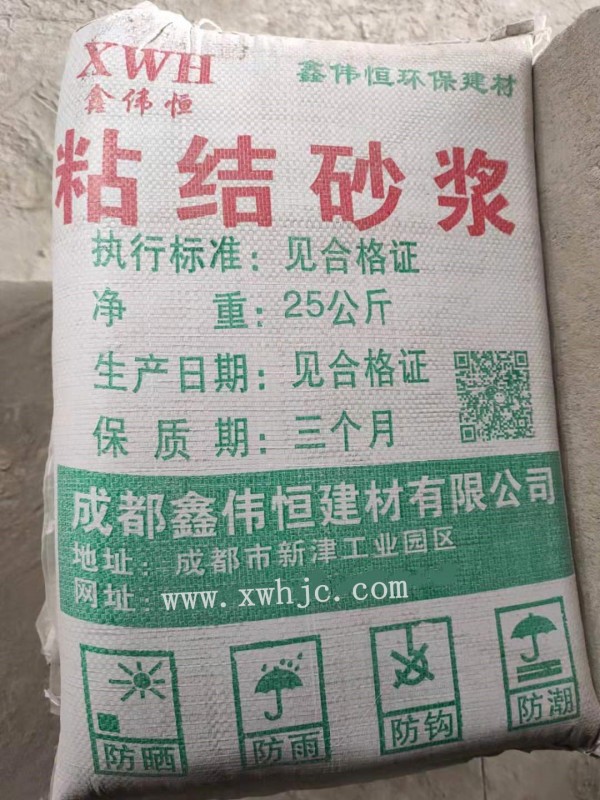 XWH
鑫伟恒
鑫伟恒环保建材
粘结砂浆
执行标准：见合格证
净 重：25公斤
生产日期：见合格证
保质期：三个月
成都鑫伟恒建材有限公司
地址：成都市新津工业园区
网址：www.xwhjc.com
防晒
防雨
防钩
防潮